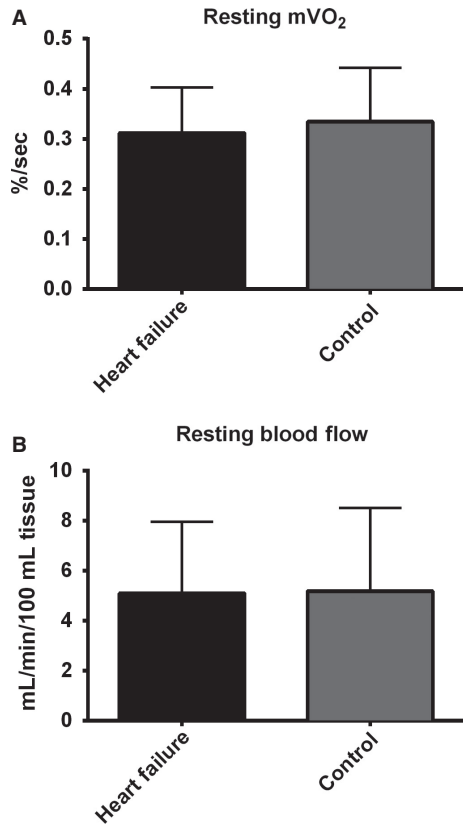 A
Resting mVO₂
%/sec
0.5
0.4
0.3
0.2
0.1
0.0
Heart failure
Control
B
Resting blood flow
mL/min/100 mL tissue
10
8
6
4
2
0
Heart failure
Control